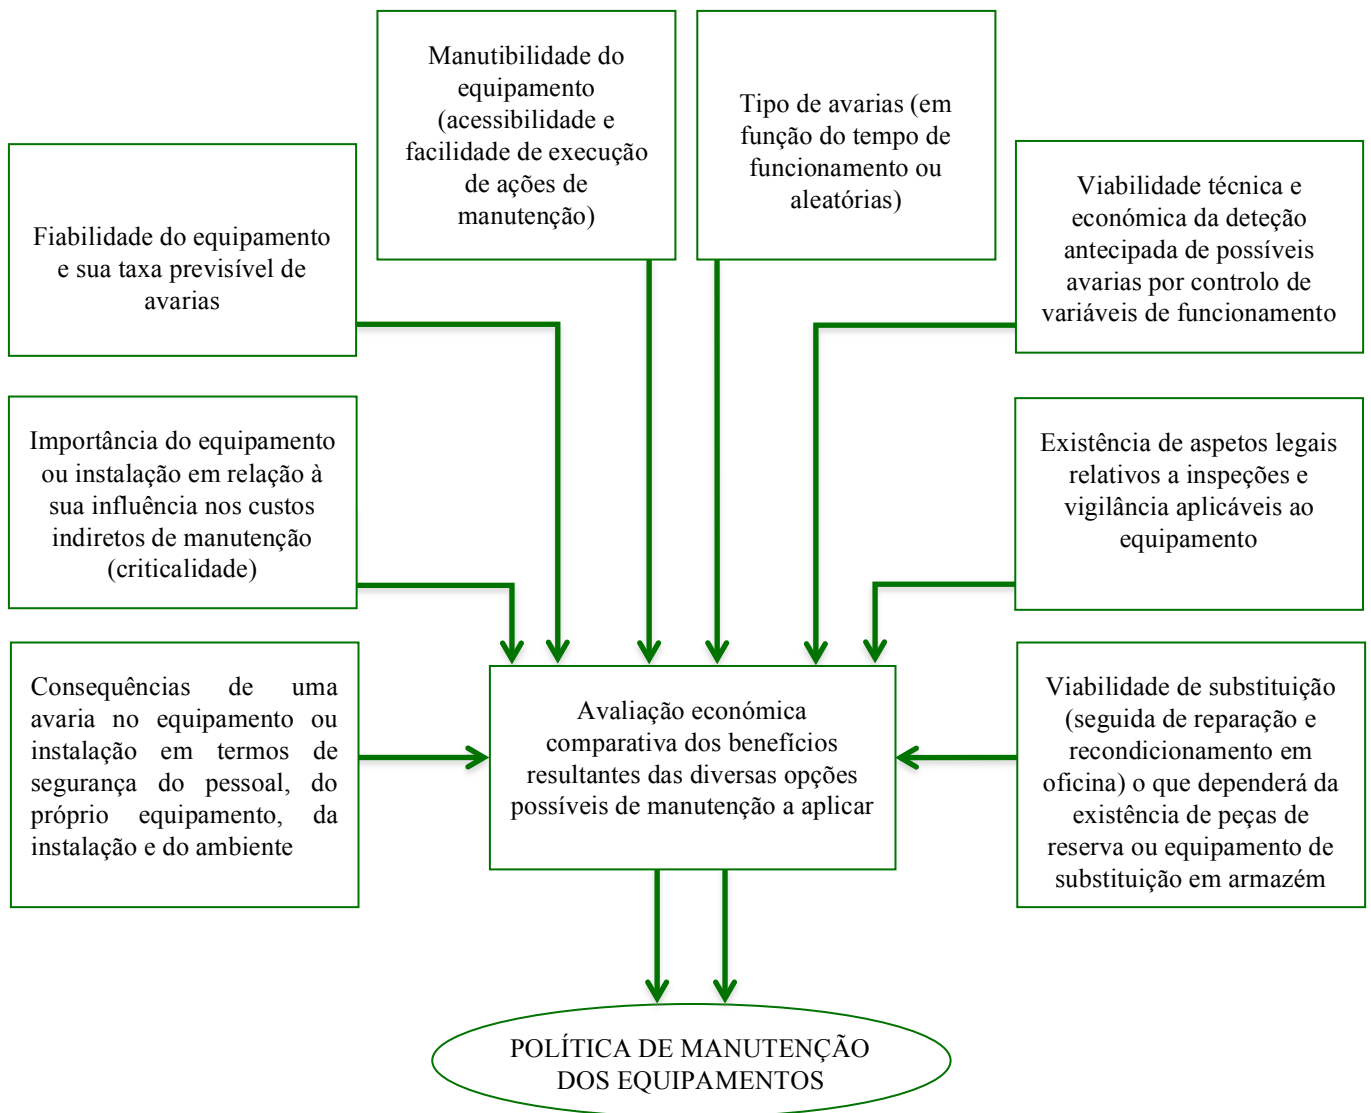 Manutibilidade do
equipamento
(acessibilidade e
facilidade de execução
de ações de
manutenção)
Tipo de avarias (em
função do tempo de
funcionamento ou
aleatórias)
Fiabilidade do equipamento
e sua taxa previsível de
avarias
Viabilidade técnica e
económica da deteção
antecipada de possíveis
avarias por controlo de
variáveis de funcionamento
Importância do equipamento
ou instalação em relação à
sua influência nos custos
indiretos de manutenção
(criticalidade)
Existência de aspetos legais
relativos a inspeções e
vigilância aplicáveis ao
equipamento
Consequências de uma
avaria no equipamento ou
instalação em termos de
segurança do pessoal, do
próprio equipamento, da
instalação e do ambiente
Avaliação económica
comparativa dos benefícios
resultantes das diversas opções
possíveis de manutenção a aplicar
Viabilidade de substituição
(seguida de reparação e
recondicionamento em
oficina) o que dependerá da
existência de peças de
reserva ou equipamento de
substituição em armazém
POLÍTICA DE MANUTENÇÃO
DOS EQUIPAMENTOS